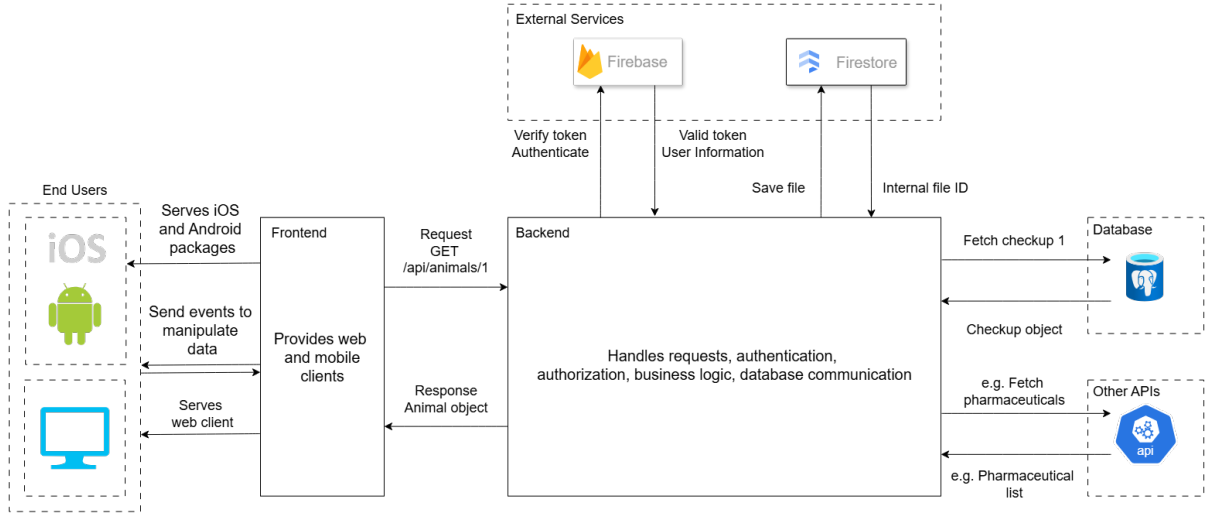 External Services
Firebase
Firestore
Verify token
Authenticate
Valid token
User Information
Save file
Internal file ID
End Users
iOS
Serves iOS
and Android
packages
Send events to
manipulate
data
Serves
web client
Frontend
Provides web
and mobile
clients
Request
GET
/api/animals/1
Response
Animal object
Backend
Handles requests, authentication,
authorization, business logic, database communication
Fetch checkup 1
Checkup object
Database
e.g. Fetch
pharmaceuticals
e.g. Pharmaceutical
list
Other APIs
api